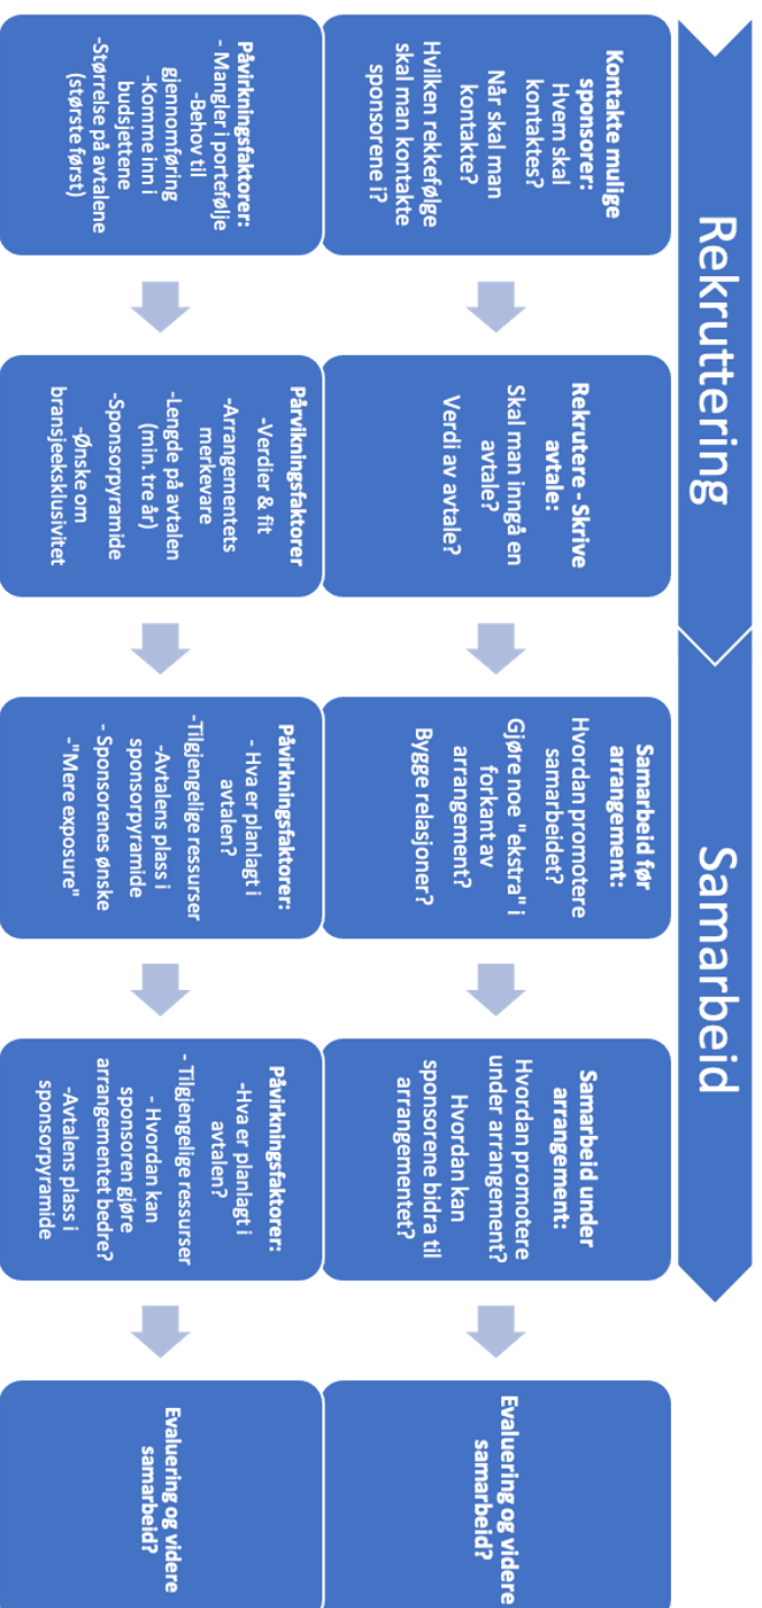 Rekruttering
Samarbeid
Kontakte mulige
sponsorer:
Hvem skal
kontaktes?
Når skal man
kontakte?
Hvilken rekkefølge
skal man kontakte
sponsorene i?
Rekrutere - Skrive
avtale:
Skal man inngå en
avtale?
Verdi av avtale?
Samarbeid før
arrangement:
Hvordan promotere
samarbeidet?
Gjøre noe "ekstra" i
forkant av
arrangement?
Bygge relasjoner?
Samarbeid under
arrangement:
Hvordan promotere
under arrangement?
Hvordan kan
sponsorene bidra til
arrangementet?
Evaluering og videre
samarbeid?
Påvirkningsfaktorer:
- Mangler i portefølje
-Behov til
gjennomføring
-Komme inn i
budsjettene
-Størrelse på avtalene
(største først)
Pårvikningsfaktorer
-Verdier & fit
-Arrangementets
merkevare
-Lengde på avtalen
(min. tre år)
-Sponsorpyramide
-Ønske om
bransjeeksklusivitet
Påvirkningsfaktorer:
- Hva er planlagt i
avtalen?
-Tilgjengelige ressurser
-Avtalens plass i
sponsorpyramide
- Sponsorenes ønske
-"Mere exposure"
Påvirkningsfaktorer:
-Hva er planlagt i
avtalen?
- Tilgjengelige ressurser
- Hvordan kan
sponsoren gjøre
arrangementet bedre?
-Avtalens plass i
sponsorpyramide
Evaluering og videre
samarbeid?